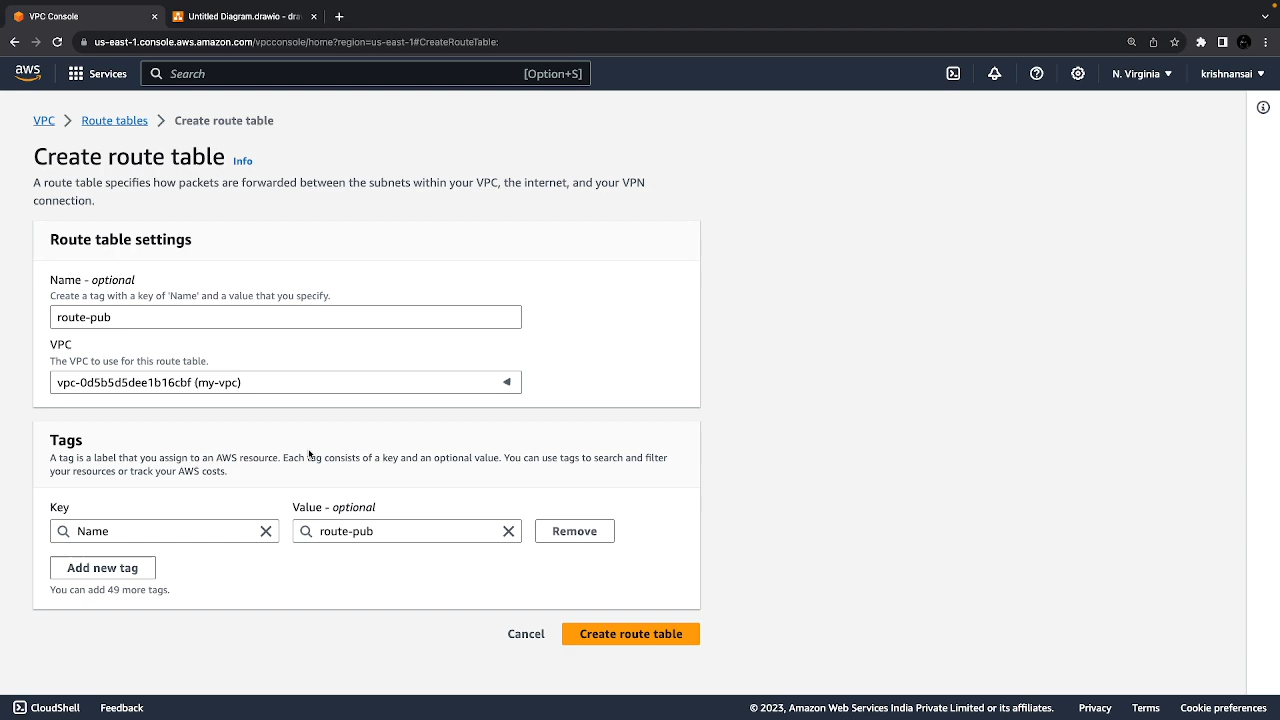 VPC Console
Untitled Diagram.drawio - dra
us-east-1.console.aws.amazon.com/vpcconsole/home?region=us-east-1#CreateRouteTable:
aws
Services
Search
[Option+S]
N. Virginia
krishnansai
VPC
Route tables
Create route table
Create route table
Info
A route table specifies how packets are forwarded between the subnets within your VPC, the internet, and your VPN
connection.
Route table settings
Name - optional
Create a tag with a key of 'Name' and a value that you specify.
route-pub
VPC
The VPC to use for this route table.
vpc-0d5b5d5dee1b16cbf (my-vpc)
Tags
A tag is a label that you assign to an AWS resource. Each tag consists of a key and an optional value. You can use tags to search and filter
your resources or track your AWS costs.
Key
Value - optional
Name
route-pub
Remove
Add new tag
You can add 49 more tags.
Cancel
Create route table
CloudShell
Feedback
© 2023, Amazon Web Services India Private Limited or its affiliates.
Privacy
Terms
Cookie preferences